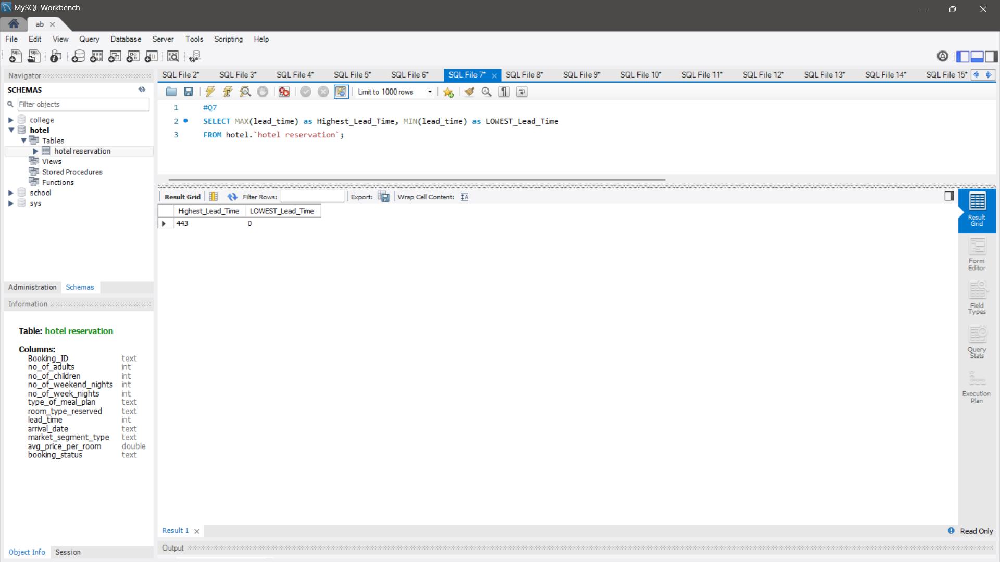 MySQL Workbench
ab
File Edit View Query Database Server Tools Scripting Help
Navigator
SCHEMAS
Filter objects
college
hotel
Tables
hotel reservation
Views
Stored Procedures
Functions
school
sys
Administration Schemas
Information
Table: hotel reservation
Columns:
Booking_ID text
no_of_adults int
no_of_children int
no_of_weekend_nights int
no_of_week_nights int
type_of_meal_plan text
room_type_reserved text
lead_time int
arrival_date text
market_segment_type text
avg_price_per_room double
booking_status text
Object Info Session
SQL File 2* SQL File 3* SQL File 4* SQL File 5* SQL File 6* SQL File 7* SQL File 8* SQL File 9* SQL File 10* SQL File 11* SQL File 12* SQL File 13* SQL File 14* SQL File 15*
Limit to 1000 rows
1 #Q7
2 SELECT MAX(lead_time) as Highest_Lead_Time, MIN(lead_time) as LOWEST_Lead_Time
3 FROM hotel.`hotel reservation`;
Result Grid Filter Rows: Export: Wrap Cell Content:
Highest_Lead_Time LOWEST_Lead_Time
443 0
Result
Grid
Form
Editor
Field
Types
Query
Stats
Execution
Plan
Result 1
Read Only
Output